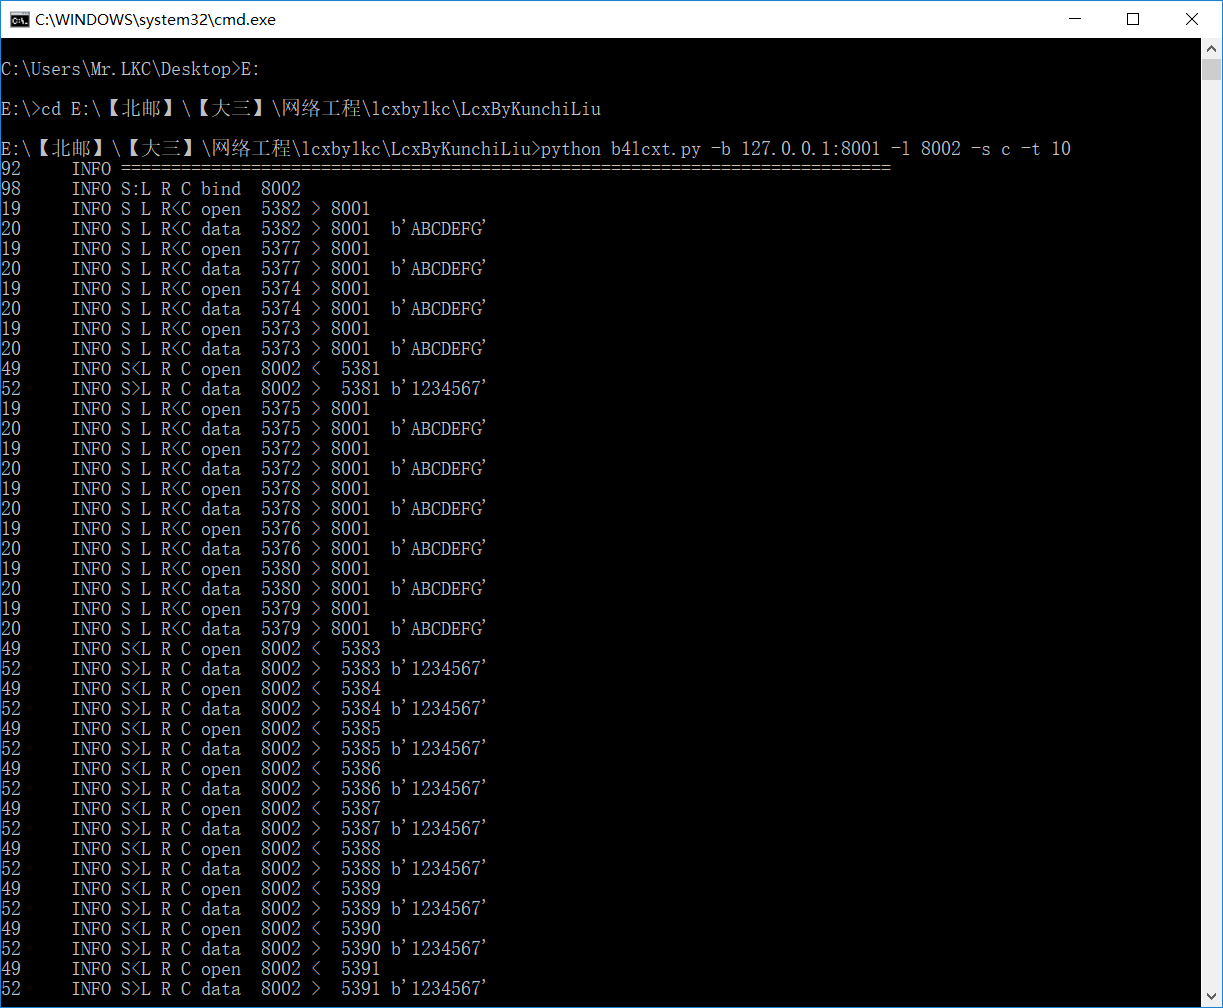 C:\WINDOWS\system32\cmd.exe
C:\Users\Mr.LKC\Desktop>E:
E:\>cd E:\【北邮】\【大三】\网络工程\lcxbylkc\LcxByKunchiLiu
E:\【北邮】\【大三】\网络工程\lcxbylkc\LcxByKunchiLiu>python b4lcxt.py -b 127.0.0.1:8001 -l 8002 -s c -t 10
92     INFO =============================================================================
98     INFO S:L R C bind  8002
19     INFO S L R<C open  5382 > 8001
20     INFO S L R<C data  5382 > 8001  b'ABCDEFG'
19     INFO S L R<C open  5377 > 8001
20     INFO S L R<C data  5377 > 8001  b'ABCDEFG'
19     INFO S L R<C open  5374 > 8001
20     INFO S L R<C data  5374 > 8001  b'ABCDEFG'
19     INFO S L R<C open  5373 > 8001
20     INFO S L R<C data  5373 > 8001  b'ABCDEFG'
49     INFO S<L R C open  8002 <  5381
52     INFO S>L R C data  8002 >  5381 b'1234567'
19     INFO S L R<C open  5375 > 8001
20     INFO S L R<C data  5375 > 8001  b'ABCDEFG'
19     INFO S L R<C open  5372 > 8001
20     INFO S L R<C data  5372 > 8001  b'ABCDEFG'
19     INFO S L R<C open  5378 > 8001
20     INFO S L R<C data  5378 > 8001  b'ABCDEFG'
19     INFO S L R<C open  5376 > 8001
20     INFO S L R<C data  5376 > 8001  b'ABCDEFG'
19     INFO S L R<C open  5380 > 8001
20     INFO S L R<C data  5380 > 8001  b'ABCDEFG'
19     INFO S L R<C open  5379 > 8001
20     INFO S L R<C data  5379 > 8001  b'ABCDEFG'
49     INFO S<L R C open  8002 <  5383
52     INFO S>L R C data  8002 >  5383 b'1234567'
49     INFO S<L R C open  8002 <  5384
52     INFO S>L R C data  8002 >  5384 b'1234567'
49     INFO S<L R C open  8002 <  5385
52     INFO S>L R C data  8002 >  5385 b'1234567'
49     INFO S<L R C open  8002 <  5386
52     INFO S>L R C data  8002 >  5386 b'1234567'
49     INFO S<L R C open  8002 <  5387
52     INFO S>L R C data  8002 >  5387 b'1234567'
49     INFO S<L R C open  8002 <  5388
52     INFO S>L R C data  8002 >  5388 b'1234567'
49     INFO S<L R C open  8002 <  5389
52     INFO S>L R C data  8002 >  5389 b'1234567'
49     INFO S<L R C open  8002 <  5390
52     INFO S>L R C data  8002 >  5390 b'1234567'
49     INFO S<L R C open  8002 <  5391
52     INFO S>L R C data  8002 >  5391 b'1234567'